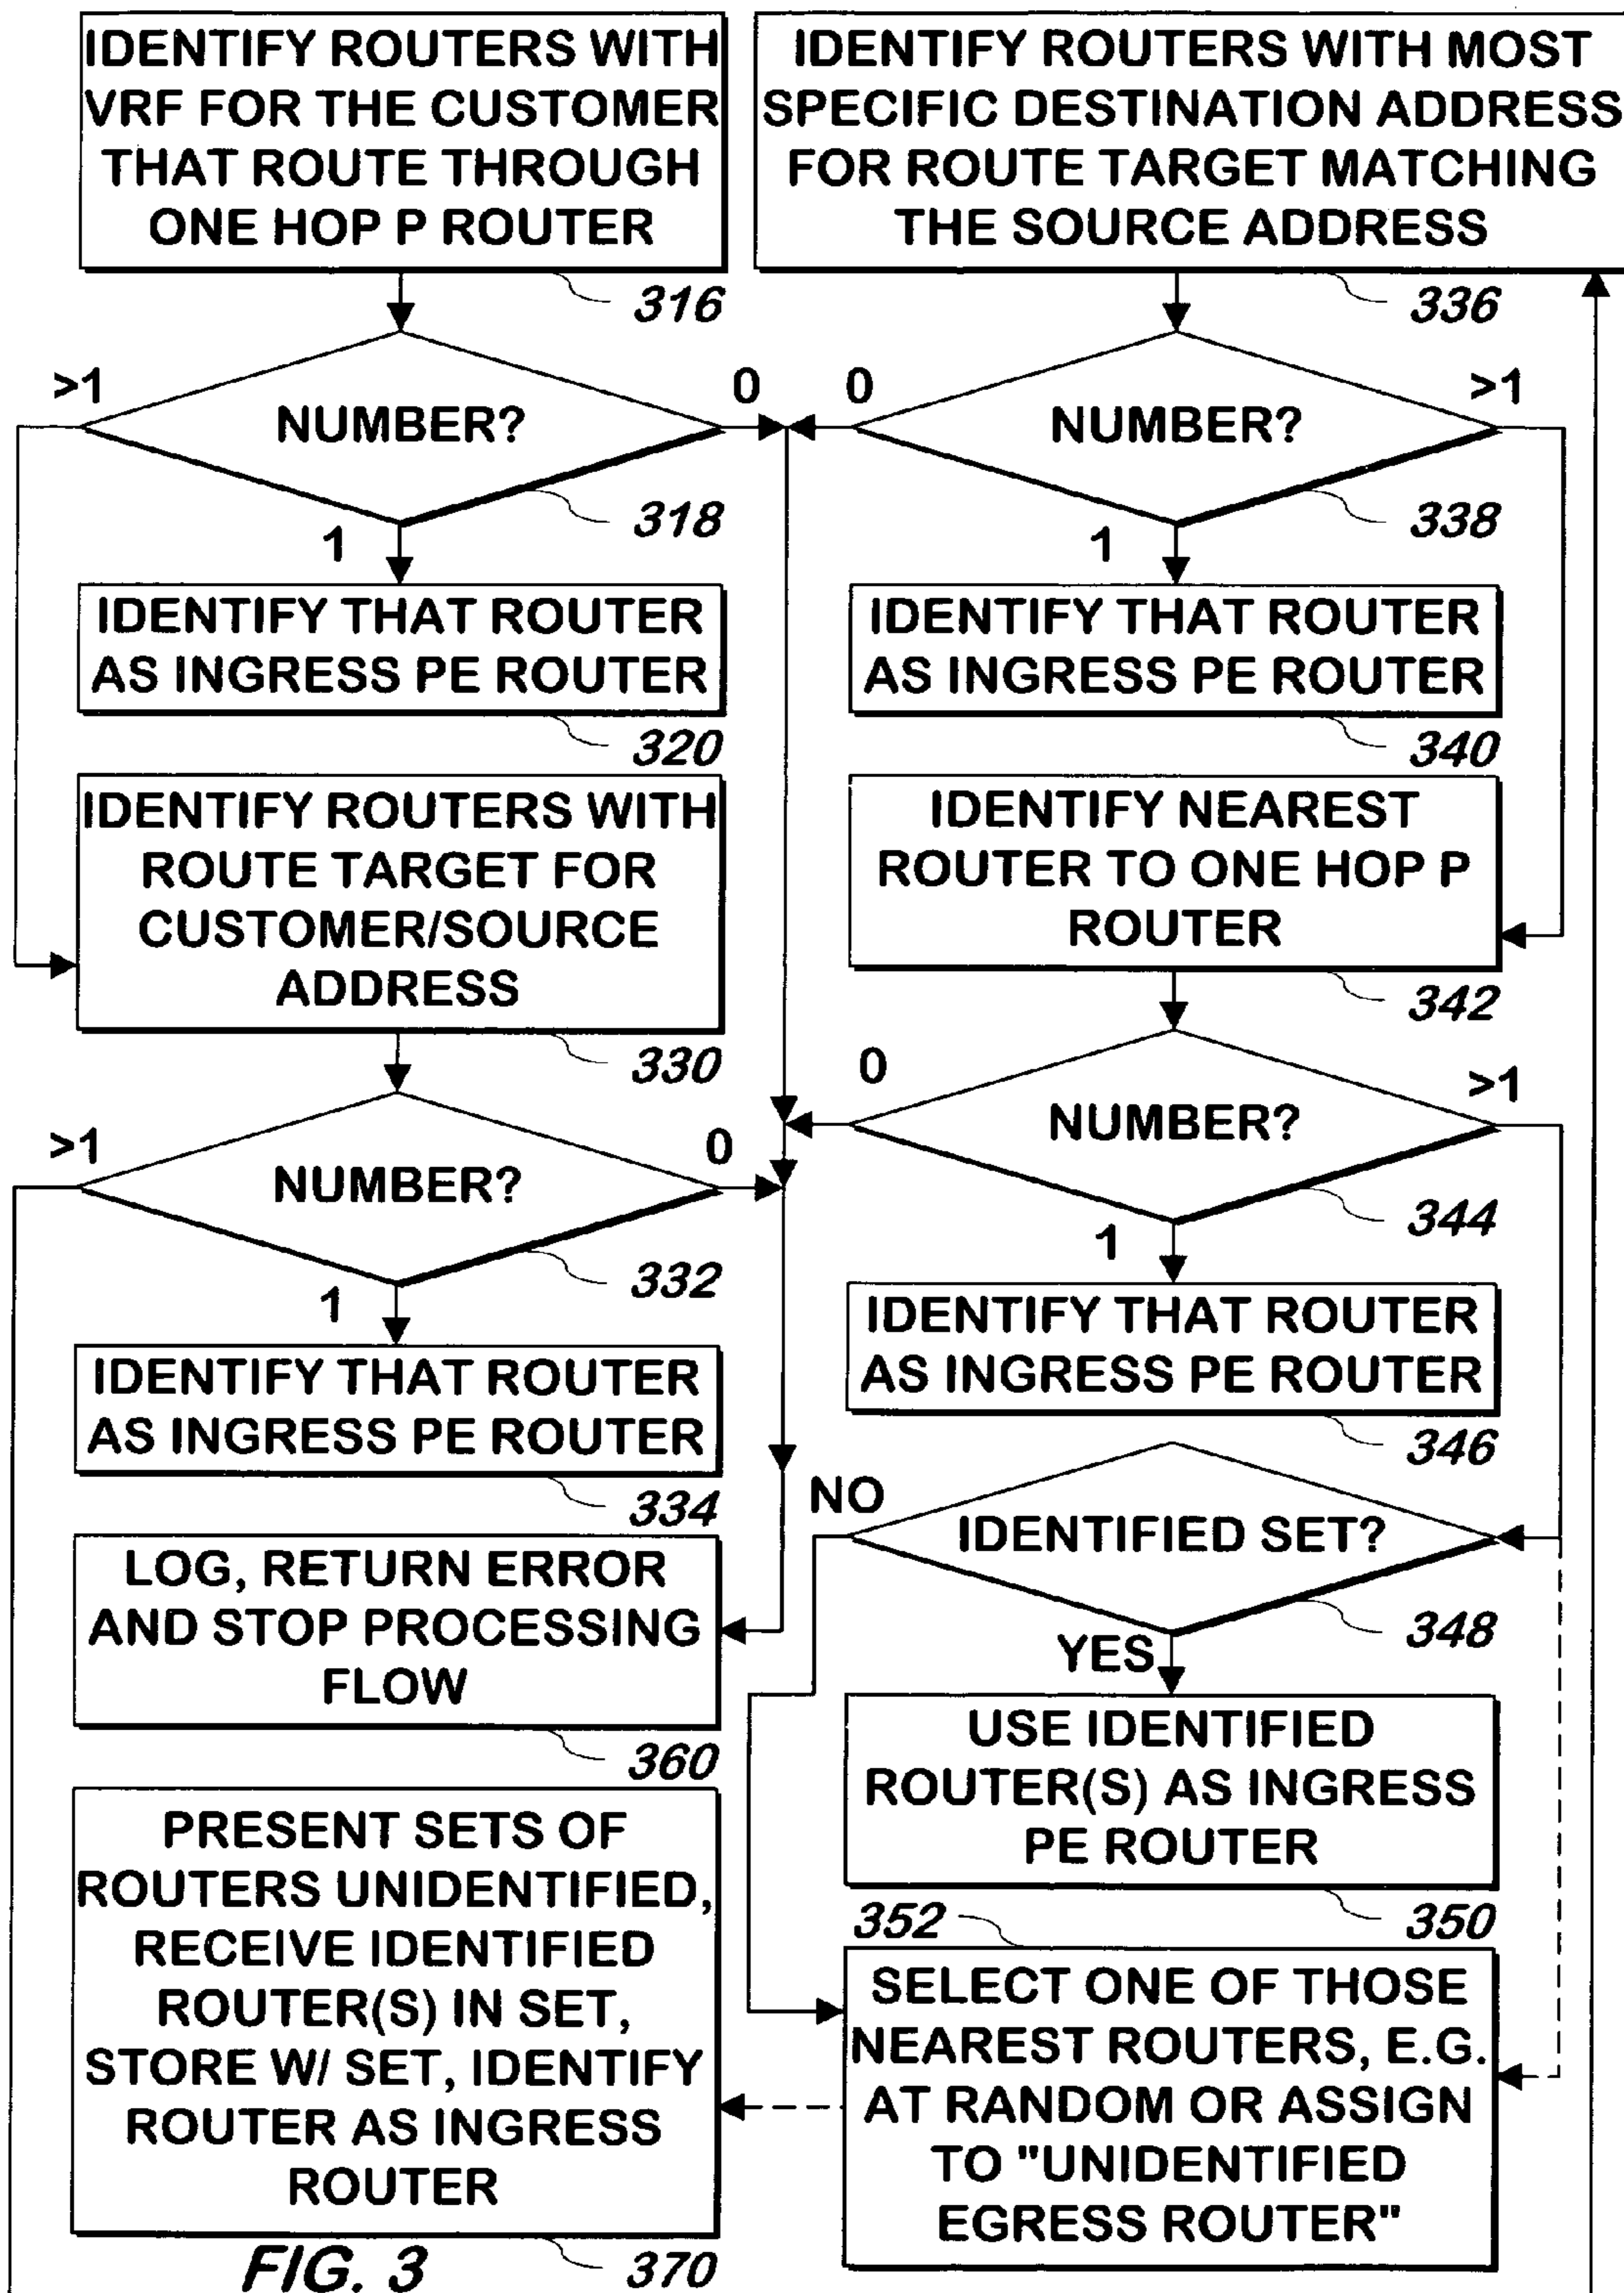 IDENTIFY ROUTERS WITH
VRF FOR THE CUSTOMER
THAT ROUTE THROUGH
ONE HOP P ROUTER
316
>1
NUMBER?
0
318
1
IDENTIFY THAT ROUTER
AS INGRESS PE ROUTER
320
IDENTIFY ROUTERS WITH
ROUTE TARGET FOR
CUSTOMER/SOURCE
ADDRESS
330
>1
NUMBER?
0
332
1
IDENTIFY THAT ROUTER
AS INGRESS PE ROUTER
334
LOG, RETURN ERROR
AND STOP PROCESSING
FLOW
360
PRESENT SETS OF
ROUTERS UNIDENTIFIED,
RECEIVE IDENTIFIED
ROUTER(S) IN SET,
STORE W/ SET, IDENTIFY
ROUTER AS INGRESS
ROUTER
370
FIG. 3
IDENTIFY ROUTERS WITH MOST
SPECIFIC DESTINATION ADDRESS
FOR ROUTE TARGET MATCHING
THE SOURCE ADDRESS
336
0
NUMBER?
>1
338
1
IDENTIFY THAT ROUTER
AS INGRESS PE ROUTER
340
IDENTIFY NEAREST
ROUTER TO ONE HOP P
ROUTER
342
0
NUMBER?
>1
344
1
IDENTIFY THAT ROUTER
AS INGRESS PE ROUTER
346
NO
IDENTIFIED SET?
348
YES
USE IDENTIFIED
ROUTER(S) AS INGRESS
PE ROUTER
350
352
SELECT ONE OF THOSE
NEAREST ROUTERS, E.G.
AT RANDOM OR ASSIGN
TO "UNIDENTIFIED
EGRESS ROUTER"